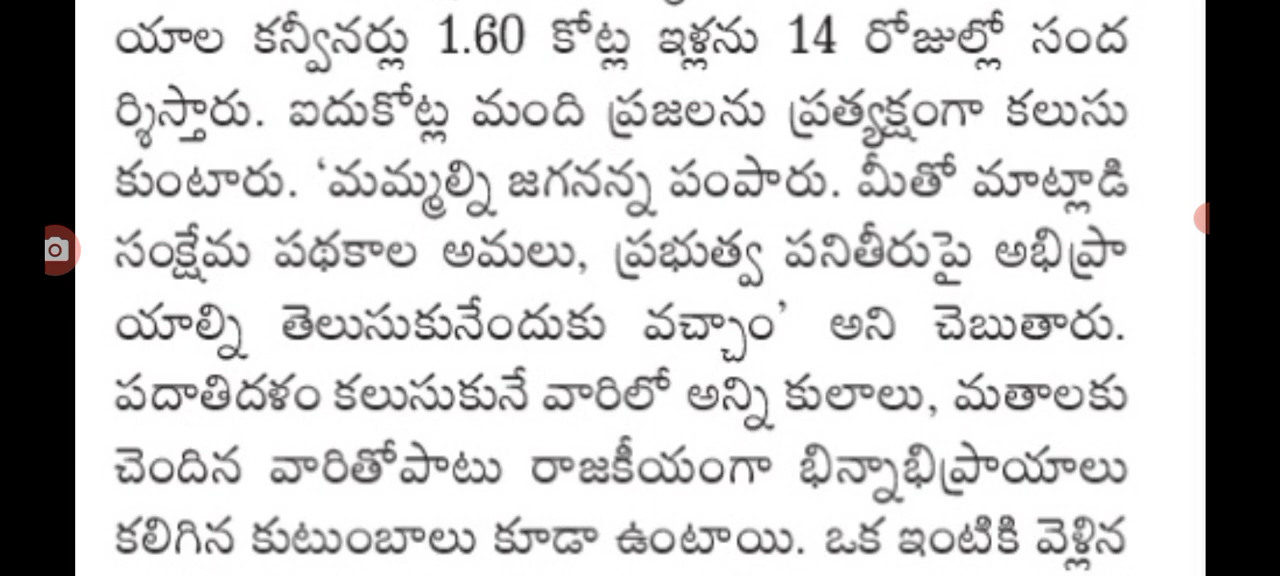 యాల కన్వీనర్లు 1.60 కోట్ల ఇళ్లను 14 రోజుల్లో సంద
ర్శిస్తారు. ఐదుకోట్ల మంది ప్రజలను ప్రత్యక్షంగా కలుసు
కుంటారు. ‘మమ్మల్ని జగనన్న పంపారు. మీతో మాట్లాడి
సంక్షేమ పథకాల అమలు, ప్రభుత్వ పనితీరుపై అభిప్రా
యాల్ని తెలుసుకునేందుకు వచ్చాం’ అని చెబుతారు.
పదాతిదళం కలుసుకునే వారిలో అన్ని కులాలు, మతాలకు
చెందిన వారితోపాటు రాజకీయంగా భిన్నాభిప్రాయాలు
కలిగిన కుటుంబాలు కూడా ఉంటాయి. ఒక ఇంటికి వెళ్లిన